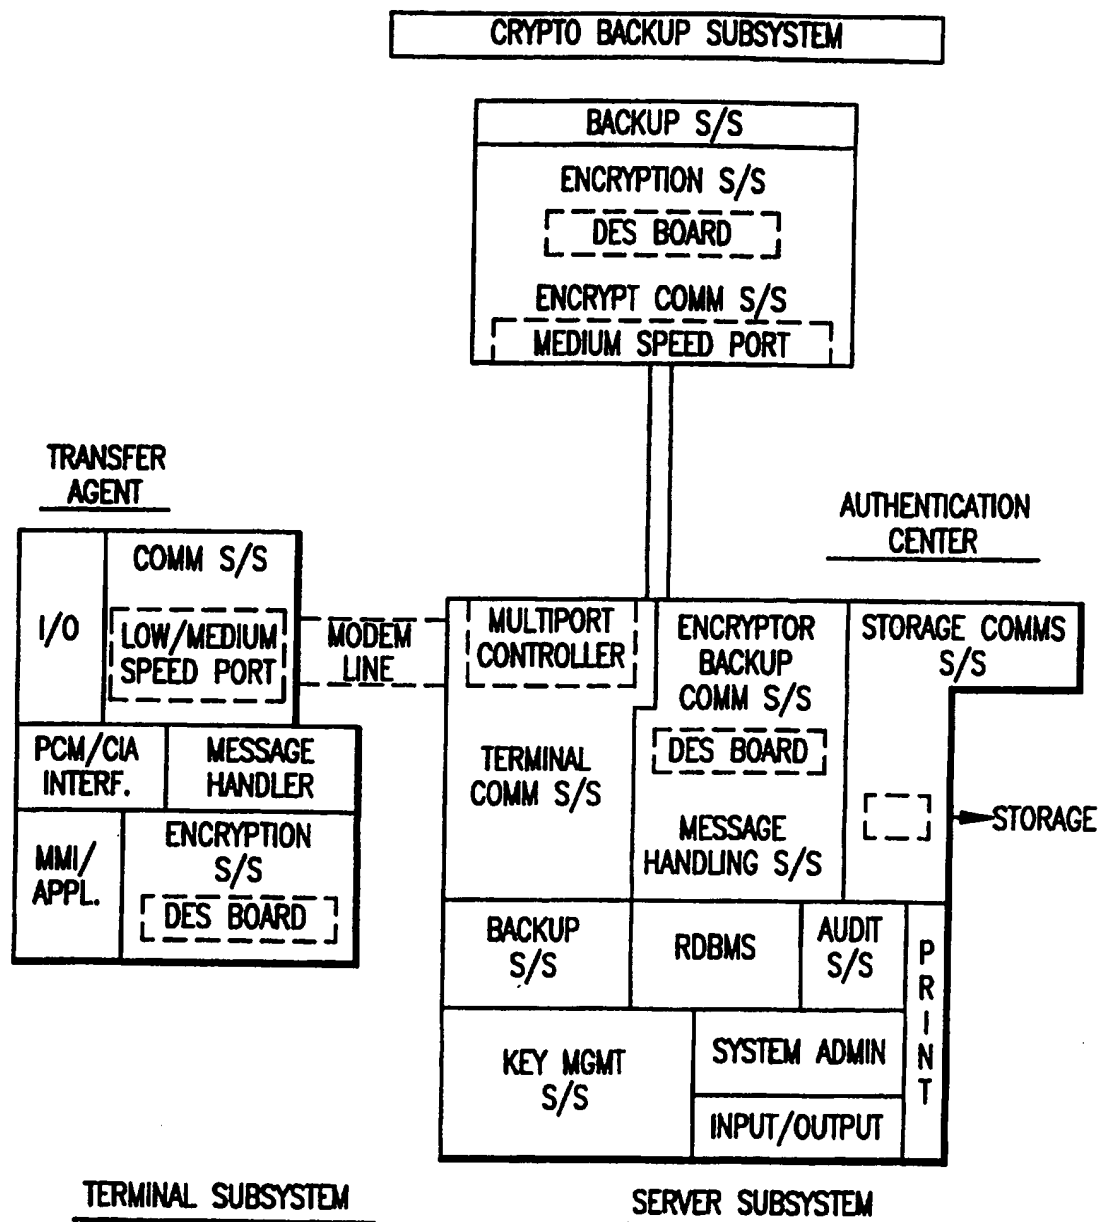 CRYPTO BACKUP SUBSYSTEM
BACKUP S/S
ENCRYPTION S/S
DES BOARD
ENCRYPT COMM S/S
MEDIUM SPEED PORT
TRANSFER
AGENT
I/O
COMM S/S
LOW/MEDIUM
SPEED PORT
PCM/CIA
INTERF.
MESSAGE
HANDLER
MMI/
APPL.
ENCRYPTION
S/S
DES BOARD
TERMINAL SUBSYSTEM
MODEM
LINE
AUTHENTICATION
CENTER
MULTIPORT
CONTROLLER
TERMINAL
COMM S/S
ENCRYPTOR
BACKUP
COMM S/S
DES BOARD
MESSAGE
HANDLING S/S
STORAGE COMMS
S/S
STORAGE
BACKUP
S/S
RDBMS
AUDIT
S/S
PRINT
KEY MGMT
S/S
SYSTEM ADMIN
INPUT/OUTPUT
SERVER SUBSYSTEM